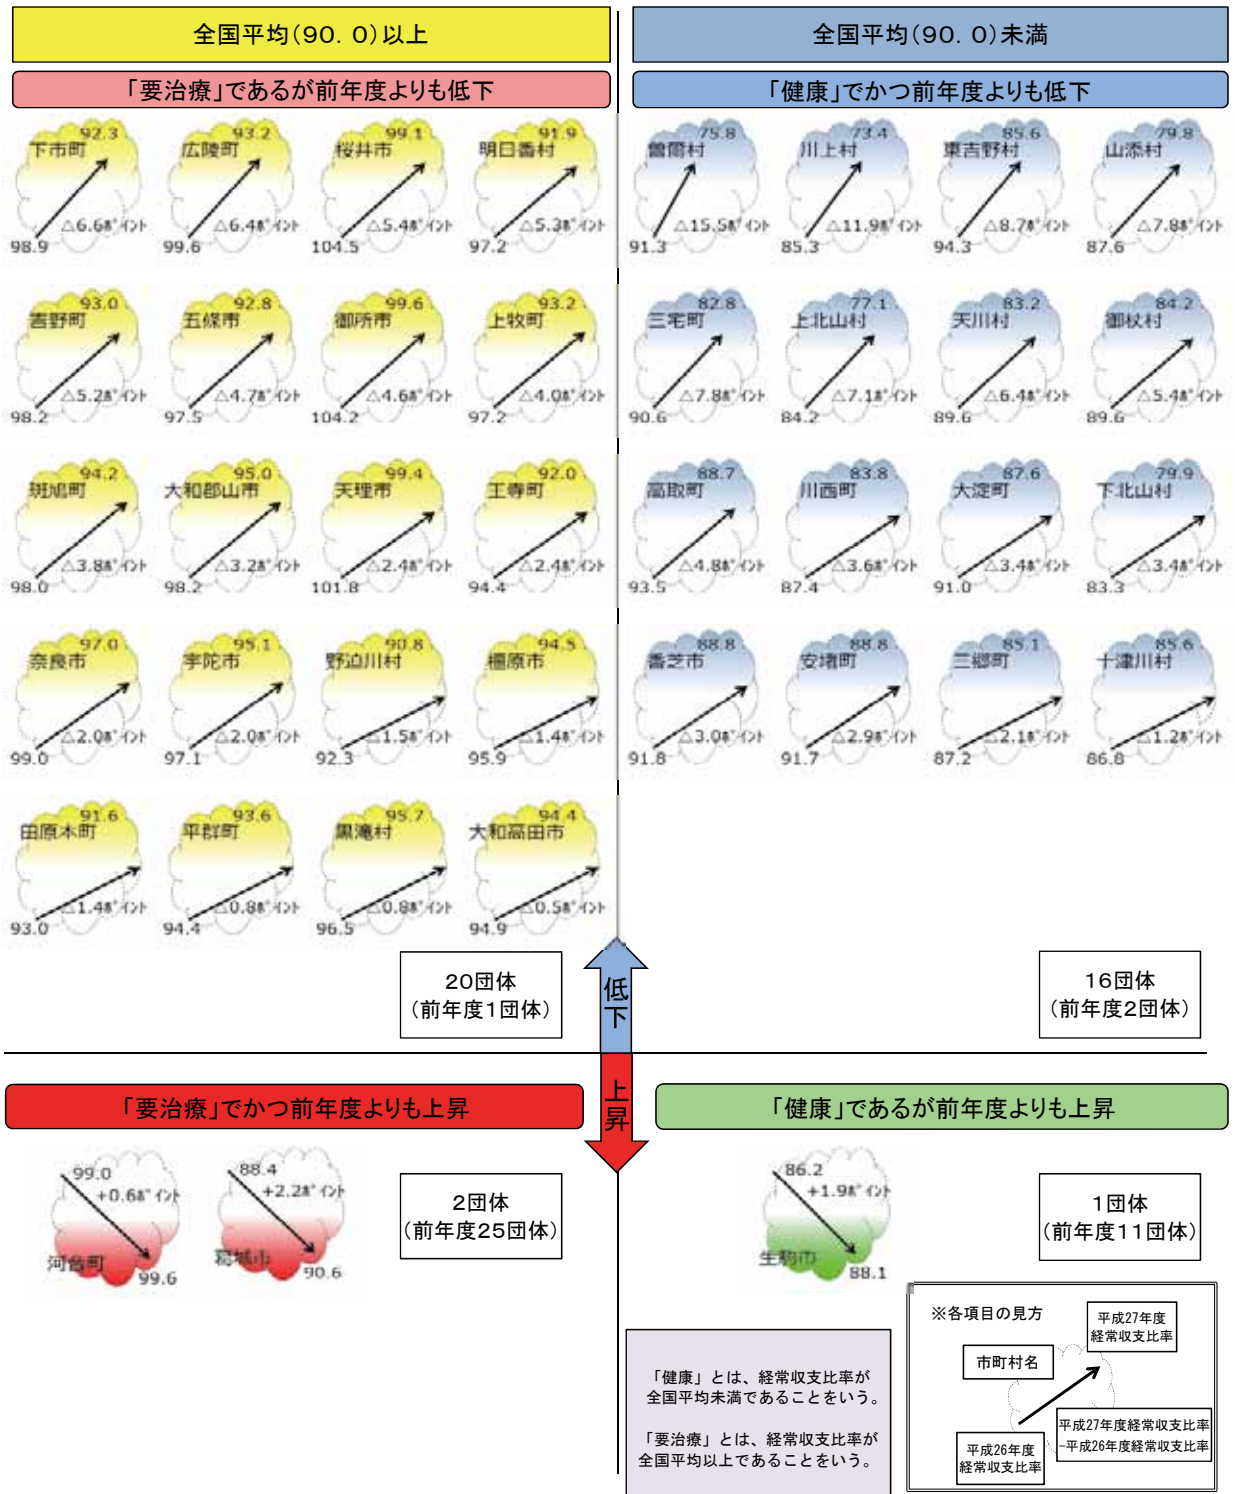 全国平均(90.0)以上
全国平均(90.0)未満
「要治療」であるが前年度よりも低下
「健康」でかつ前年度よりも低下
下市町
92.3
△6.6ポイント
98.9
広陵町
93.2
△6.4ポイント
99.6
桜井市
99.1
△5.4ポイント
104.5
明日香村
91.9
△5.3ポイント
97.2
曽爾村
75.8
△15.5ポイント
91.3
川上村
73.4
△11.9ポイント
85.3
東吉野村
85.6
△8.7ポイント
94.3
山添村
79.8
△7.8ポイント
87.6
吉野町
93.0
△5.2ポイント
98.2
五條市
92.8
△4.7ポイント
97.5
御所市
99.6
△4.6ポイント
104.2
上牧町
93.2
△4.0ポイント
97.2
三宅町
82.8
△7.8ポイント
90.6
上北山村
77.1
△7.1ポイント
84.2
天川村
83.2
△6.4ポイント
89.6
御杖村
84.2
△5.4ポイント
89.6
斑鳩町
94.2
△3.8ポイント
98.0
大和郡山市
95.0
△3.2ポイント
98.2
天理市
99.4
△2.4ポイント
101.8
王寺町
92.0
△2.4ポイント
94.4
高取町
88.7
△4.8ポイント
93.5
川西町
83.8
△3.6ポイント
87.4
大淀町
87.6
△3.4ポイント
91.0
下北山村
79.9
△3.4ポイント
83.3
奈良市
97.0
△2.0ポイント
99.0
宇陀市
95.1
△2.0ポイント
97.1
野迫川村
90.8
△1.5ポイント
92.3
橿原市
94.5
△1.4ポイント
95.9
香芝市
88.8
△3.0ポイント
91.8
安堵町
88.8
△2.9ポイント
91.7
三郷町
85.1
△2.1ポイント
87.2
十津川村
85.6
△1.2ポイント
86.8
田原本町
91.6
△1.4ポイント
93.0
平群町
93.6
△0.8ポイント
94.4
黒滝村
95.7
△0.8ポイント
96.5
大和高田市
94.4
△0.5ポイント
94.9
20団体
(前年度1団体)
低下
16団体
(前年度2団体)
上昇
「要治療」でかつ前年度よりも上昇
「健康」であるが前年度よりも上昇
99.0
+0.6ポイント
河合町
99.6
88.4
+2.2ポイント
葛城市
90.6
2団体
(前年度25団体)
86.2
+1.9ポイント
生駒市
88.1
1団体
(前年度11団体)
「健康」とは、経常収支比率が
全国平均未満であることをいう。
「要治療」とは、経常収支比率が
全国平均以上であることをいう。
※各項目の見方
平成27年度
経常収支比率
市町村名
平成27年度経常収支比率
-平成26年度経常収支比率
平成26年度
経常収支比率